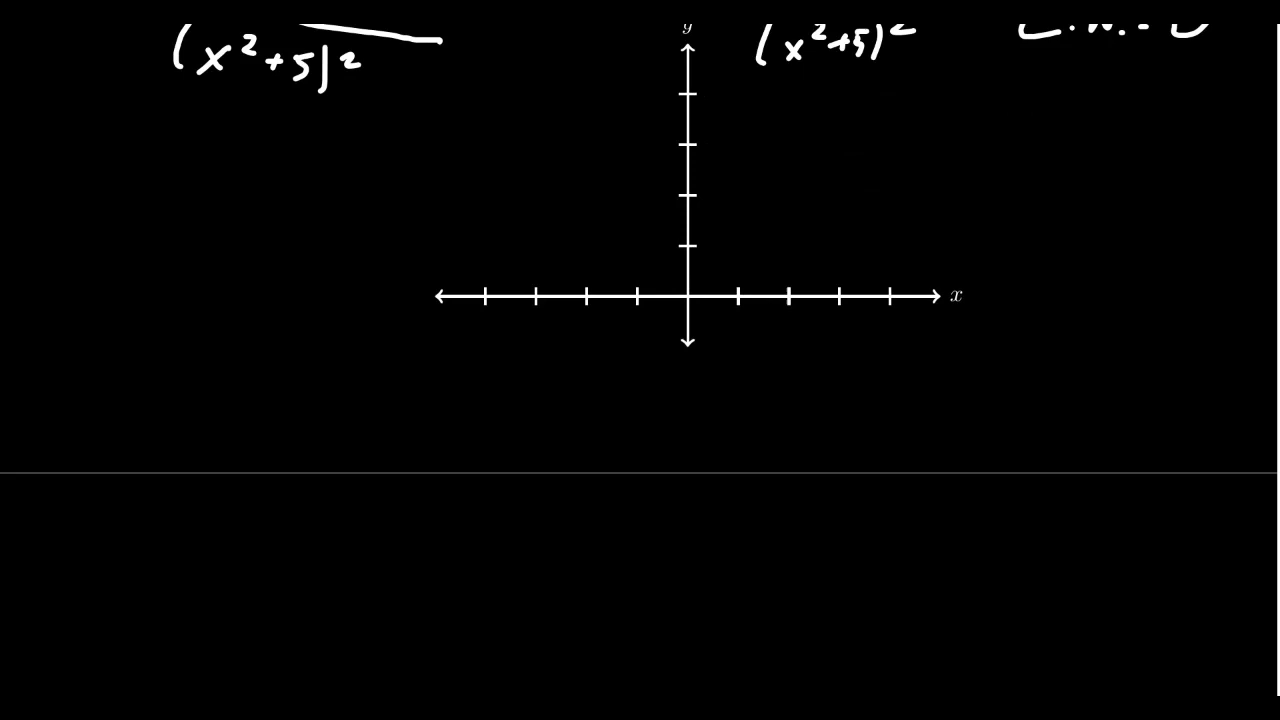 y
(x²+5)²
(x²+5)²
x